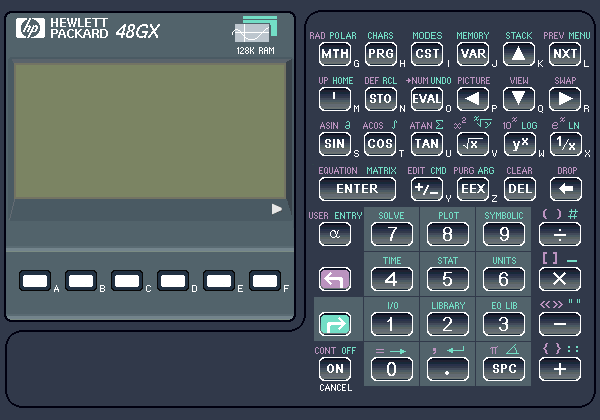 hp HEWLETT PACKARD 48GX
128K RAM
A B C D E F
RAD POLAR CHARS MODES MEMORY STACK PREV MENU
MTH G PRG H CST I VAR J ▲ K NXT L
UP HOME DEF RCL →NUM UNDO PICTURE VIEW SWAP
' M STO N EVAL O ◀ P ▼ Q ▶ R
ASIN ∂ ACOS ∫ ATAN Σ x² ˣ√y 10ˣ LOG eˣ LN
SIN S COS T TAN U √x V yˣ W 1/x X
EQUATION MATRIX EDIT CMD PURG ARG CLEAR DROP
ENTER +/− Y EEX Z DEL ←
USER ENTRY SOLVE PLOT SYMBOLIC ( ) #
α 7 8 9 ÷
TIME STAT UNITS [ ] _
↰ 4 5 6 ×
I/O LIBRARY EQ LIB «» " "
↱ 1 2 3 −
CONT OFF = → , ↵ π ∠ { } : :
ON 0 . SPC +
CANCEL